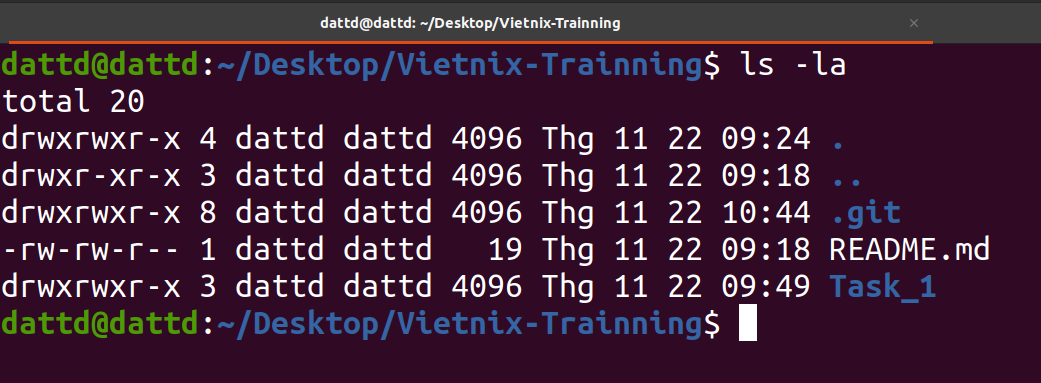 dattd@dattd: ~/Desktop/Vietnix-Trainning ×
dattd@dattd:~/Desktop/Vietnix-Trainning$ ls -la
total 20
drwxrwxr-x 4 dattd dattd 4096 Thg 11 22 09:24 .
drwxr-xr-x 3 dattd dattd 4096 Thg 11 22 09:18 ..
drwxrwxr-x 8 dattd dattd 4096 Thg 11 22 10:44 .git
-rw-rw-r-- 1 dattd dattd   19 Thg 11 22 09:18 README.md
drwxrwxr-x 3 dattd dattd 4096 Thg 11 22 09:49 Task_1
dattd@dattd:~/Desktop/Vietnix-Trainning$